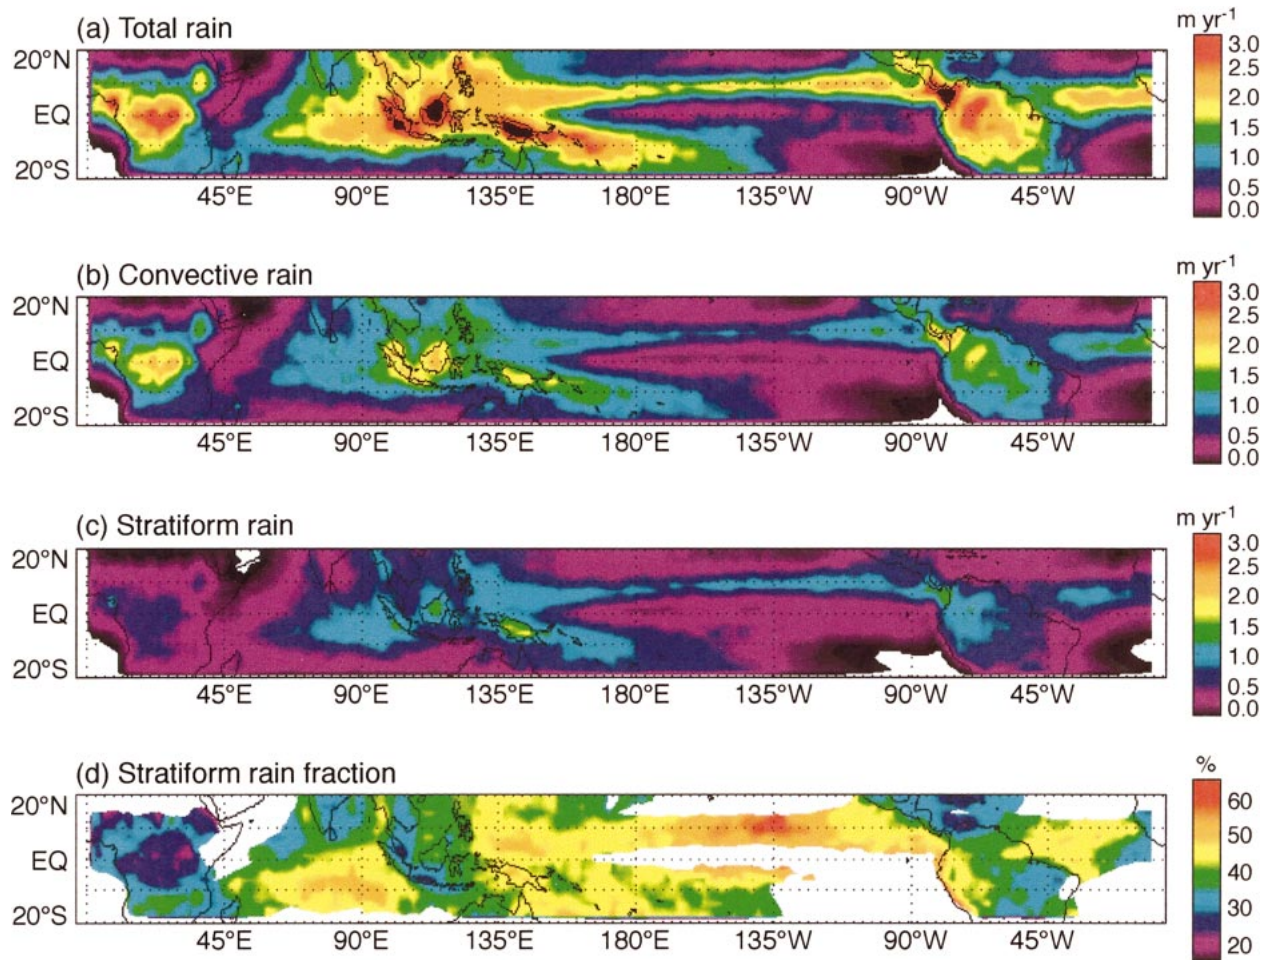 (a) Total rain
m yr⁻¹
20°N
EQ
20°S
45°E 90°E 135°E 180°E 135°W 90°W 45°W
3.0
2.5
2.0
1.5
1.0
0.5
0.0
(b) Convective rain
m yr⁻¹
20°N
EQ
20°S
45°E 90°E 135°E 180°E 135°W 90°W 45°W
3.0
2.5
2.0
1.5
1.0
0.5
0.0
(c) Stratiform rain
m yr⁻¹
20°N
EQ
20°S
45°E 90°E 135°E 180°E 135°W 90°W 45°W
3.0
2.5
2.0
1.5
1.0
0.5
0.0
(d) Stratiform rain fraction
%
20°N
EQ
20°S
45°E 90°E 135°E 180°E 135°W 90°W 45°W
60
50
40
30
20